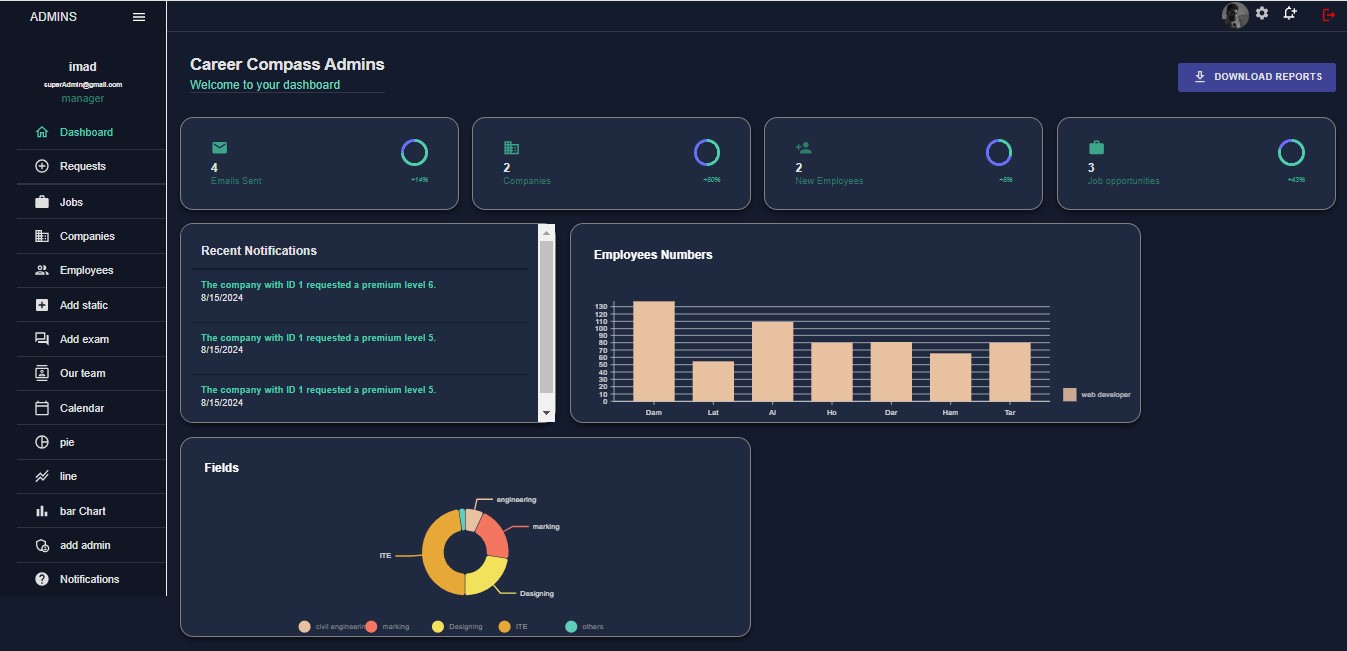 ADMINS
imad
superAdmin@gmail.com
manager
Dashboard
Requests
Jobs
Companies
Employees
Add static
Add exam
Our team
Calendar
pie
line
bar Chart
add admin
Notifications
Career Compass Admins
Welcome to your dashboard
DOWNLOAD REPORTS
4
Emails Sent
+14%
2
Companies
+50%
2
New Employees
+5%
3
Job opportunities
+43%
Recent Notifications
The company with ID 1 requested a premium level 6.
8/15/2024
The company with ID 1 requested a premium level 5.
8/15/2024
The company with ID 1 requested a premium level 5.
8/15/2024
Employees Numbers
130
120
110
100
90
80
70
60
50
40
30
20
10
0
Dam Lat Al Ho Dar Ham Tar
web developer
Fields
engineering
marking
ITE
Designing
civil engineerin marking Designing ITE others